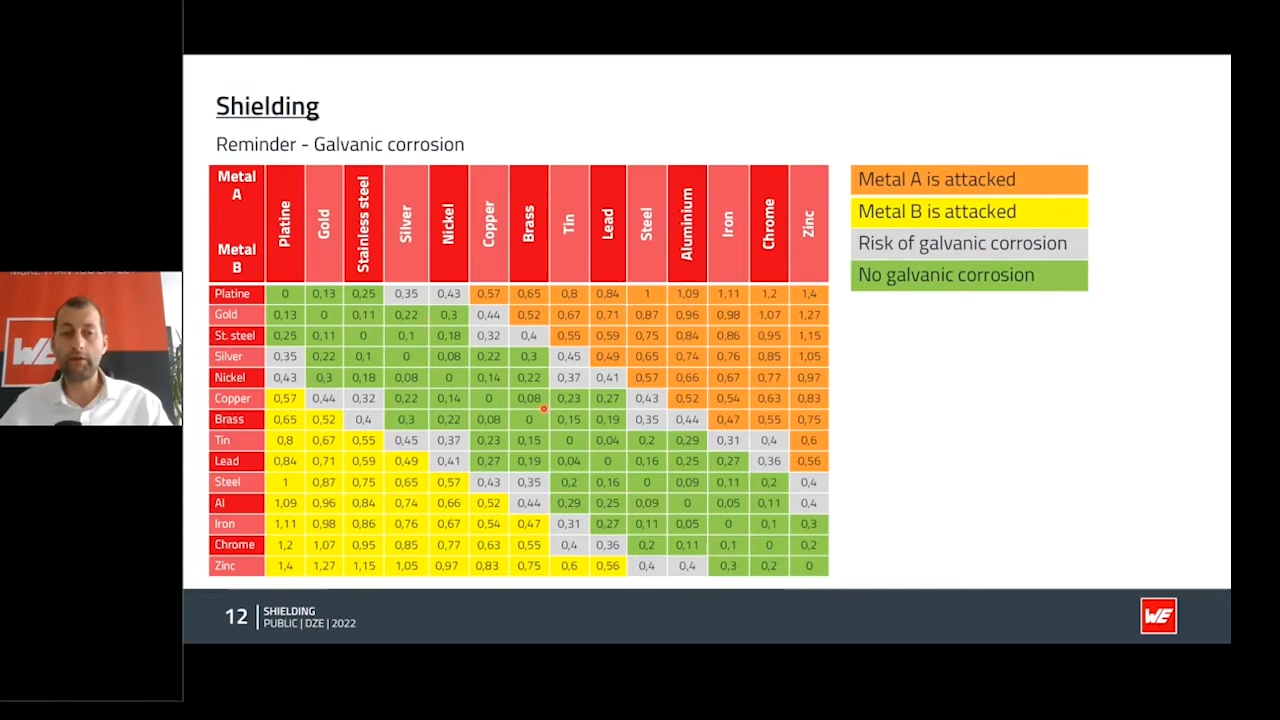 MORE THAN YOU EXPECT
WE
Shielding
Reminder - Galvanic corrosion
Metal A
Metal B
Platine Gold Stainless steel Silver Nickel Copper Brass Tin Lead Steel Aluminium Iron Chrome Zinc
Platine 0 0,13 0,25 0,35 0,43 0,57 0,65 0,8 0,84 1 1,09 1,11 1,2 1,4
Gold 0,13 0 0,11 0,22 0,3 0,44 0,52 0,67 0,71 0,87 0,96 0,98 1,07 1,27
St. steel 0,25 0,11 0 0,1 0,18 0,32 0,4 0,55 0,59 0,75 0,84 0,86 0,95 1,15
Silver 0,35 0,22 0,1 0 0,08 0,22 0,3 0,45 0,49 0,65 0,74 0,76 0,85 1,05
Nickel 0,43 0,3 0,18 0,08 0 0,14 0,22 0,37 0,41 0,57 0,66 0,67 0,77 0,97
Copper 0,57 0,44 0,32 0,22 0,14 0 0,08 0,23 0,27 0,43 0,52 0,54 0,63 0,83
Brass 0,65 0,52 0,4 0,3 0,22 0,08 0 0,15 0,19 0,35 0,44 0,47 0,55 0,75
Tin 0,8 0,67 0,55 0,45 0,37 0,23 0,15 0 0,04 0,2 0,29 0,31 0,4 0,6
Lead 0,84 0,71 0,59 0,49 0,41 0,27 0,19 0,04 0 0,16 0,25 0,27 0,36 0,56
Steel 1 0,87 0,75 0,65 0,57 0,43 0,35 0,2 0,16 0 0,09 0,11 0,2 0,4
Al 1,09 0,96 0,84 0,74 0,66 0,52 0,44 0,29 0,25 0,09 0 0,05 0,11 0,4
Iron 1,11 0,98 0,86 0,76 0,67 0,54 0,47 0,31 0,27 0,11 0,05 0 0,1 0,3
Chrome 1,2 1,07 0,95 0,85 0,77 0,63 0,55 0,4 0,36 0,2 0,11 0,1 0 0,2
Zinc 1,4 1,27 1,15 1,05 0,97 0,83 0,75 0,6 0,56 0,4 0,4 0,3 0,2 0
Metal A is attacked
Metal B is attacked
Risk of galvanic corrosion
No galvanic corrosion
12
SHIELDING
PUBLIC | DZE | 2022
WE